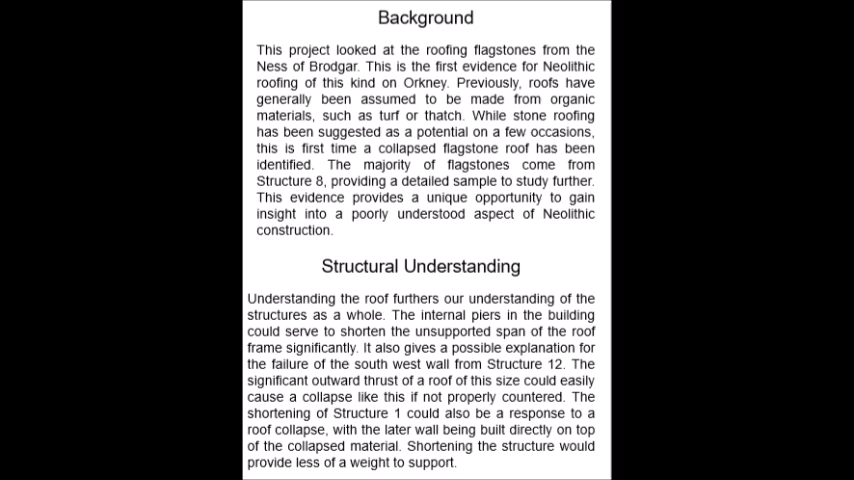 Background
This project looked at the roofing flagstones from the
Ness of Brodgar. This is the first evidence for Neolithic
roofing of this kind on Orkney. Previously, roofs have
generally been assumed to be made from organic
materials, such as turf or thatch. While stone roofing
has been suggested as a potential on a few occasions,
this is first time a collapsed flagstone roof has been
identified. The majority of flagstones come from
Structure 8, providing a detailed sample to study further.
This evidence provides a unique opportunity to gain
insight into a poorly understood aspect of Neolithic
construction.
Structural Understanding
Understanding the roof furthers our understanding of the
structures as a whole. The internal piers in the building
could serve to shorten the unsupported span of the roof
frame significantly. It also gives a possible explanation for
the failure of the south west wall from Structure 12. The
significant outward thrust of a roof of this size could easily
cause a collapse like this if not properly countered. The
shortening of Structure 1 could also be a response to a
roof collapse, with the later wall being built directly on top
of the collapsed material. Shortening the structure would
provide less of a weight to support.